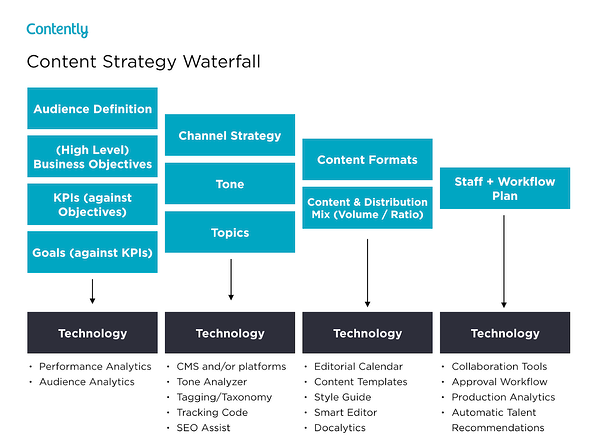 Contently
Content Strategy Waterfall
Audience Definition
(High Level)
Business Objectives
KPIs (against
Objectives)
Goals (against KPIs)
Channel Strategy
Tone
Topics
Content Formats
Content & Distribution
Mix (Volume / Ratio)
Staff + Workflow
Plan
Technology
• Performance Analytics
• Audience Analytics
Technology
• CMS and/or platforms
• Tone Analyzer
• Tagging/Taxonomy
• Tracking Code
• SEO Assist
Technology
• Editorial Calendar
• Content Templates
• Style Guide
• Smart Editor
• Docalytics
Technology
• Collaboration Tools
• Approval Workflow
• Production Analytics
• Automatic Talent
Recommendations